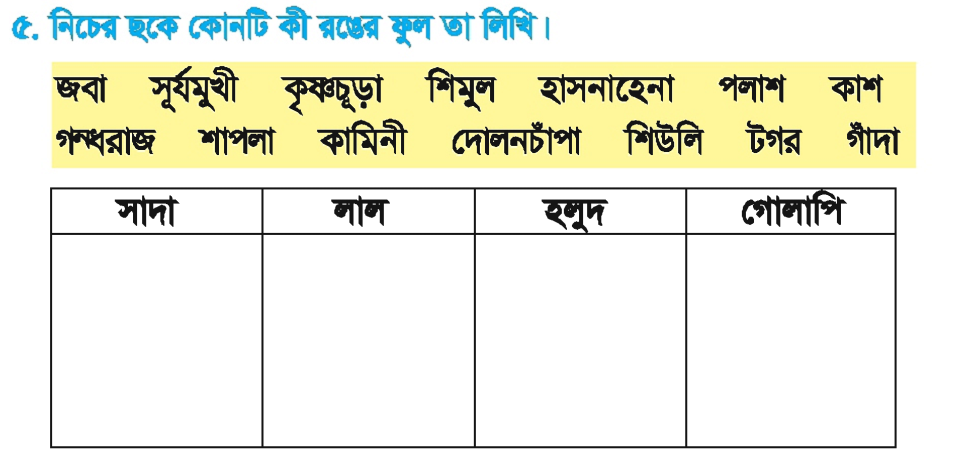 ৫. নিচের ছকে কোনটি কী রঙের ফুল তা লিখি।
জবা সূর্যমুখী কৃষ্ণচূড়া শিমুল হাসনাহেনা পলাশ কাশ
গন্ধরাজ শাপলা কামিনী দোলনচাঁপা শিউলি টগর গাঁদা
সাদা লাল হলুদ গোলাপি